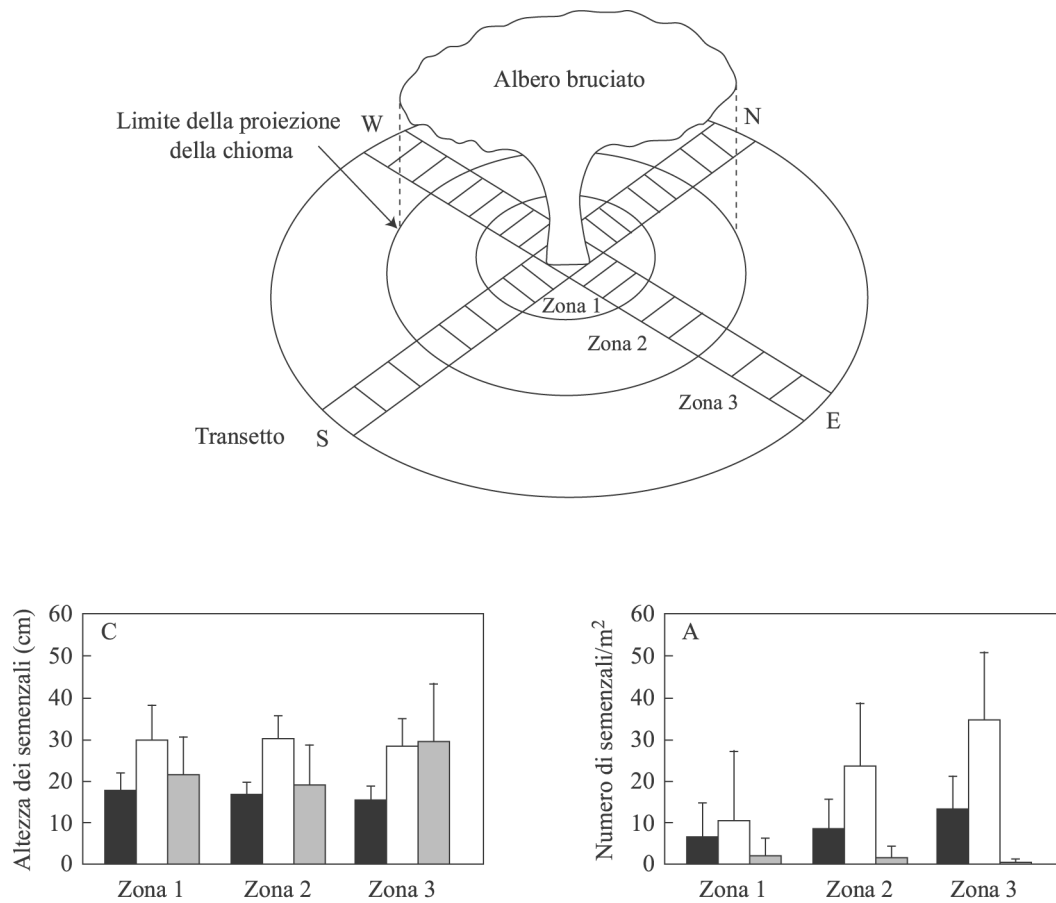 Albero bruciato
W
N
Limite della proiezione
della chioma
Zona 1
Zona 2
Zona 3
E
Transetto
S
Altezza dei semenzali (cm)
C
60
50
40
30
20
10
0
Zona 1
Zona 2
Zona 3
Numero di semenzali/m²
A
60
50
40
30
20
10
0
Zona 1
Zona 2
Zona 3